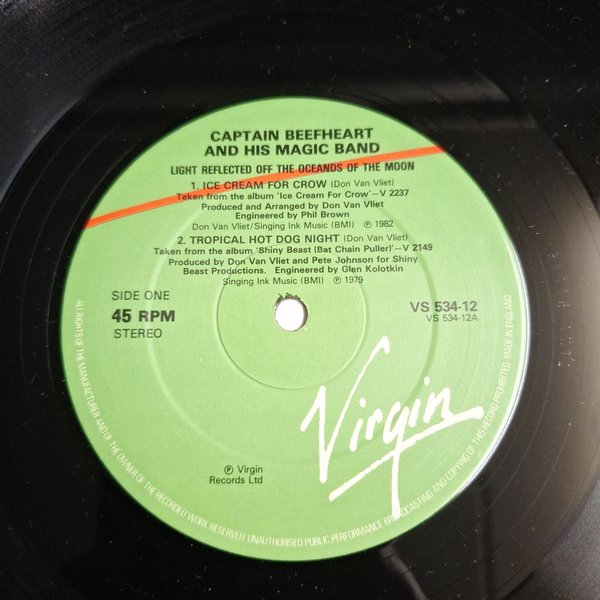 CAPTAIN BEEFHEART
AND HIS MAGIC BAND
LIGHT REFLECTED OFF THE OCEANDS OF THE MOON
1. ICE CREAM FOR CROW (Don Van Vliet)
Taken from the album 'Ice Cream For Crow'–V 2237
Produced and Arranged by Don Van Vliet
Engineered by Phil Brown
Don Van Vliet/Singing Ink Music (BMI) ℗ 1982
2. TROPICAL HOT DOG NIGHT (Don Van Vliet)
Taken from the album 'Shiny Beast (Bat Chain Puller)'–V 2149
Produced by Don Van Vliet and Pete Johnson for Shiny
Beast Productions. Engineered by Glen Kolotkin
Singing Ink Music (BMI) ℗ 1979
SIDE ONE
45 RPM
STEREO
VS 534-12
VS 534-12A
Virgin
℗ Virgin
Records Ltd
ALL RIGHTS OF THE MANUFACTURER AND OF THE OWNER OF THE RECORDED WORK RESERVED. UNAUTHORISED PUBLIC PERFORMANCE BROADCASTING AND COPYING OF THIS RECORD PROHIBITED. MADE IN ENGLAND